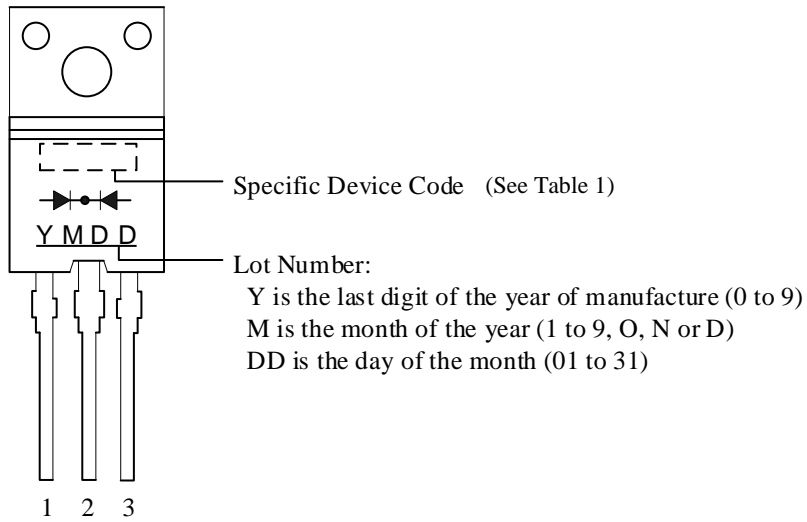 Specific Device Code (See Table 1)
Y M D D
Lot Number:
Y is the last digit of the year of manufacture (0 to 9)
M is the month of the year (1 to 9, O, N or D)
DD is the day of the month (01 to 31)
1 2 3